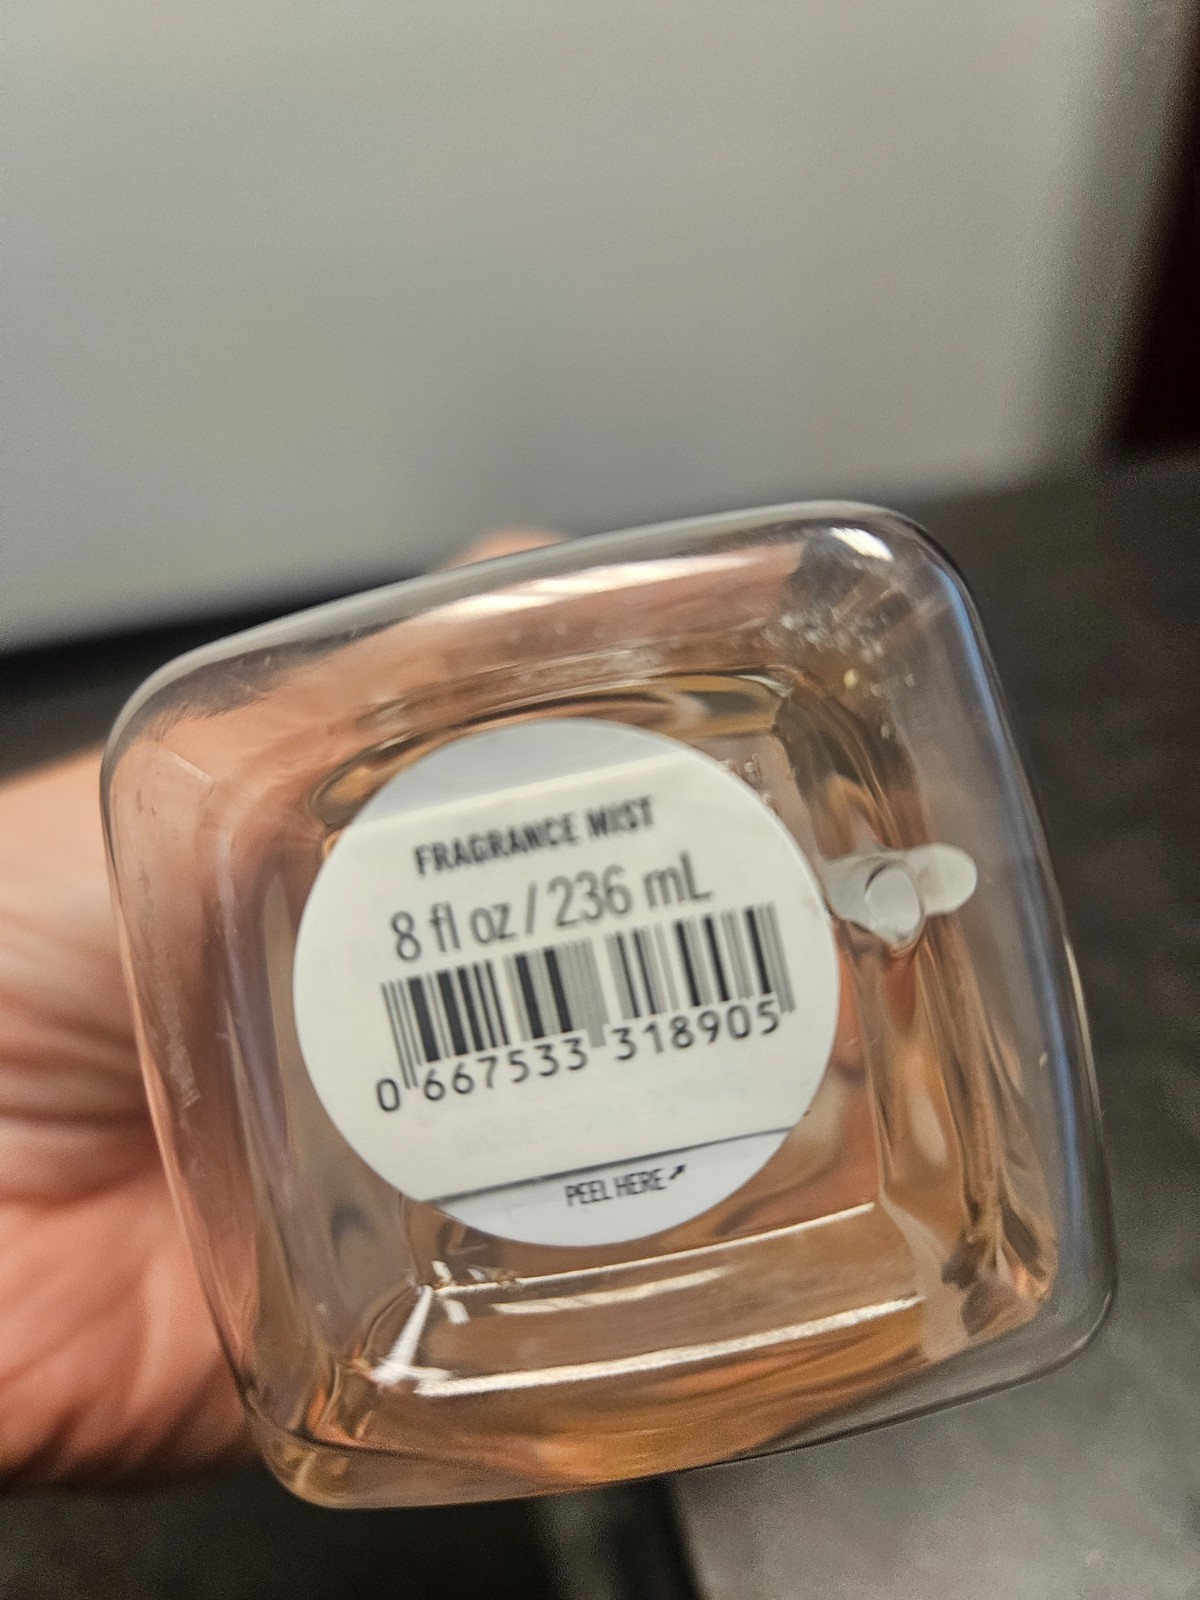 FRAGRANCE MIST
8 fl oz / 236 mL
0 667533 318905
PEEL HERE